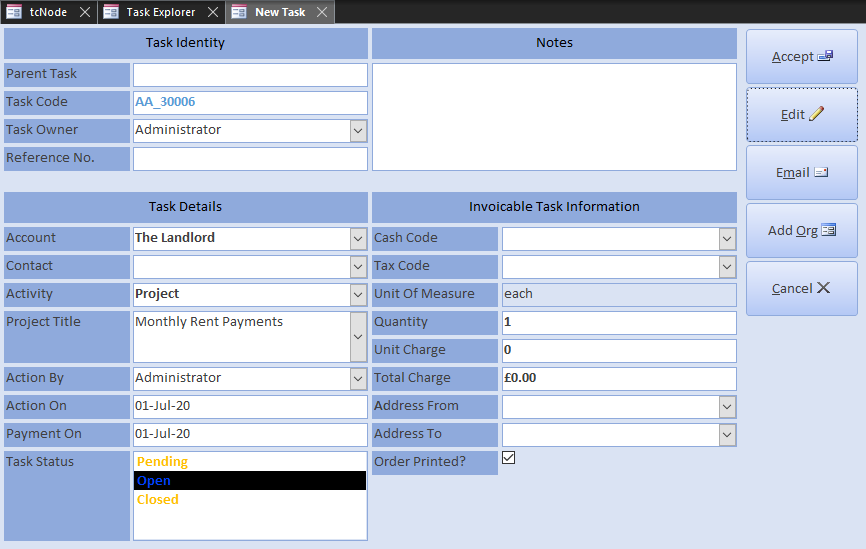 tcNode Task Explorer New Task
Task Identity
Parent Task
Task Code AA_30006
Task Owner Administrator
Reference No.
Notes
Task Details
Account The Landlord
Contact
Activity Project
Project Title Monthly Rent Payments
Action By Administrator
Action On 01-Jul-20
Payment On 01-Jul-20
Task Status Pending
Open
Closed
Invoicable Task Information
Cash Code
Tax Code
Unit Of Measure each
Quantity 1
Unit Charge 0
Total Charge £0.00
Address From
Address To
Order Printed?
Accept
Edit
Email
Add Org
Cancel